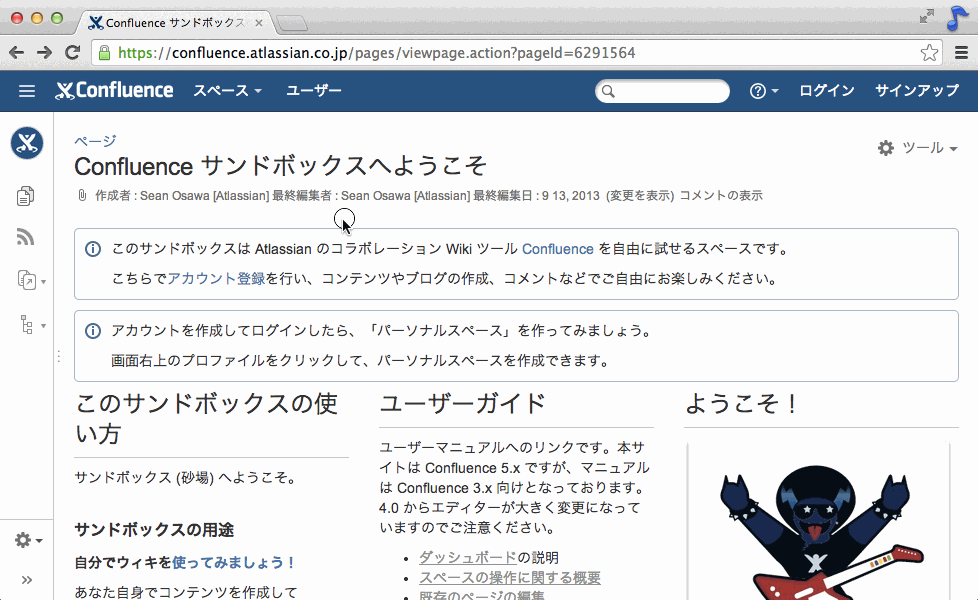 Confluence サンドボックス
https://confluence.atlassian.co.jp/pages/viewpage.action?pageId=6291564
Confluence スペース ユーザー ログイン サインアップ
ページ
Confluence サンドボックスへようこそ
ツール
作成者 : Sean Osawa [Atlassian] 最終編集者 : Sean Osawa [Atlassian] 最終編集日 : 9 13, 2013 (変更を表示) コメントの表示
このサンドボックスは Atlassian のコラボレーション Wiki ツール Confluence を自由に試せるスペースです。
こちらでアカウント登録を行い、コンテンツやブログの作成、コメントなどでご自由にお楽しみください。
アカウントを作成してログインしたら、「パーソナルスペース」を作ってみましょう。
画面右上のプロファイルをクリックして、パーソナルスペースを作成できます。
このサンドボックスの使
い方
サンドボックス (砂場) へようこそ。
サンドボックスの用途
自分でウィキを使ってみましょう！
あなた自身でコンテンツを作成して
ユーザーガイド
ユーザーマニュアルへのリンクです。本サ
イトは Confluence 5.x ですが、マニュアル
は Confluence 3.x 向けとなっております。
4.0 からエディターが大きく変更になって
いますのでご注意ください。
ダッシュボードの説明
スペースの操作に関する概要
既存のページの編集
ようこそ！